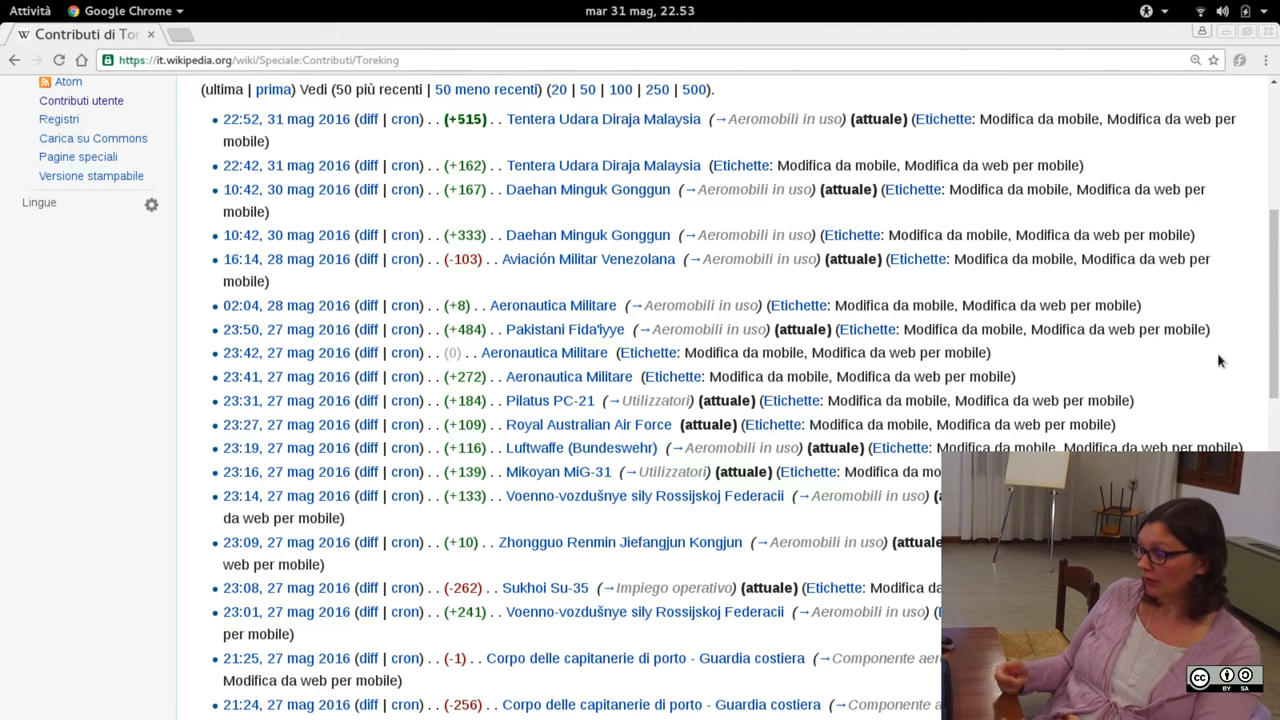 Attività Google Chrome mar 31 mag, 22.53
W Contributi di Tor ×
https://it.wikipedia.org/wiki/Speciale:Contributi/Toreking
Atom
Contributi utente
Registri
Carica su Commons
Pagine speciali
Versione stampabile
Lingue
(ultima | prima) Vedi (50 più recenti | 50 meno recenti) (20 | 50 | 100 | 250 | 500).
22:52, 31 mag 2016 (diff | cron) . . (+515) . . Tentera Udara Diraja Malaysia (→Aeromobili in uso) (attuale) (Etichette: Modifica da mobile, Modifica da web per
mobile)
22:42, 31 mag 2016 (diff | cron) . . (+162) . . Tentera Udara Diraja Malaysia (Etichette: Modifica da mobile, Modifica da web per mobile)
10:42, 30 mag 2016 (diff | cron) . . (+167) . . Daehan Minguk Gonggun (→Aeromobili in uso) (attuale) (Etichette: Modifica da mobile, Modifica da web per
mobile)
10:42, 30 mag 2016 (diff | cron) . . (+333) . . Daehan Minguk Gonggun (→Aeromobili in uso) (Etichette: Modifica da mobile, Modifica da web per mobile)
16:14, 28 mag 2016 (diff | cron) . . (-103) . . Aviación Militar Venezolana (→Aeromobili in uso) (attuale) (Etichette: Modifica da mobile, Modifica da web per
mobile)
02:04, 28 mag 2016 (diff | cron) . . (+8) . . Aeronautica Militare (→Aeromobili in uso) (Etichette: Modifica da mobile, Modifica da web per mobile)
23:50, 27 mag 2016 (diff | cron) . . (+484) . . Pakistani Fida'iyye (→Aeromobili in uso) (attuale) (Etichette: Modifica da mobile, Modifica da web per mobile)
23:42, 27 mag 2016 (diff | cron) . . (0) . . Aeronautica Militare (Etichette: Modifica da mobile, Modifica da web per mobile)
23:41, 27 mag 2016 (diff | cron) . . (+272) . . Aeronautica Militare (Etichette: Modifica da mobile, Modifica da web per mobile)
23:31, 27 mag 2016 (diff | cron) . . (+184) . . Pilatus PC-21 (→Utilizzatori) (attuale) (Etichette: Modifica da mobile, Modifica da web per mobile)
23:27, 27 mag 2016 (diff | cron) . . (+109) . . Royal Australian Air Force (attuale) (Etichette: Modifica da mobile, Modifica da web per mobile)
23:19, 27 mag 2016 (diff | cron) . . (+116) . . Luftwaffe (Bundeswehr) (→Aeromobili in uso) (attuale) (Etichette: Modifica da mobile, Modifica da web per mobile)
23:16, 27 mag 2016 (diff | cron) . . (+139) . . Mikoyan MiG-31 (→Utilizzatori) (attuale) (Etichette: Modifica da mo
23:14, 27 mag 2016 (diff | cron) . . (+133) . . Voenno-vozdušnye sily Rossijskoj Federacii (→Aeromobili in uso) (a
da web per mobile)
23:09, 27 mag 2016 (diff | cron) . . (+10) . . Zhongguo Renmin Jiefangjun Kongjun (→Aeromobili in uso) (attuale
web per mobile)
23:08, 27 mag 2016 (diff | cron) . . (-262) . . Sukhoi Su-35 (→Impiego operativo) (attuale) (Etichette: Modifica da
23:01, 27 mag 2016 (diff | cron) . . (+241) . . Voenno-vozdušnye sily Rossijskoj Federacii (→Aeromobili in uso) (
per mobile)
21:25, 27 mag 2016 (diff | cron) . . (-1) . . Corpo delle capitanerie di porto - Guardia costiera (→Componente aer
Modifica da mobile, Modifica da web per mobile)
21:24, 27 mag 2016 (diff | cron) . . (-256) . . Corpo delle capitanerie di porto - Guardia costiera (→Componente a
cc BY SA